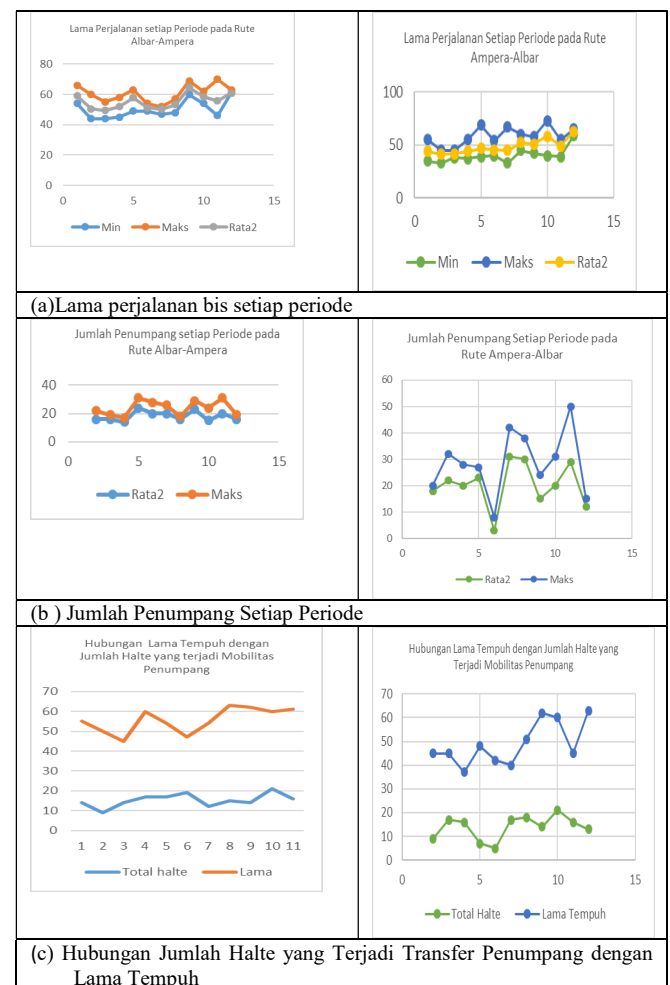 Lama Perjalanan setiap Periode pada Rute
Albar-Ampera
80
60
40
20
0
0 5 10 15
Min Maks Rata2
Lama Perjalanan Setiap Periode pada Rute
Ampera-Albar
100
50
0
0 5 10 15
Min Maks Rata2
(a)Lama perjalanan bis setiap periode
Jumlah Penumpang setiap Periode pada
Rute Albar-Ampera
40
20
0
0 5 10 15
Rata2 Maks
Jumlah Penumpang Setiap Periode pada
Rute Ampera-Albar
60
50
40
30
20
10
0
0 5 10 15
Rata2 Maks
(b ) Jumlah Penumpang Setiap Periode
Hubungan Lama Tempuh dengan
Jumlah Halte yang terjadi Mobilitas
Penumpang
70
60
50
40
30
20
10
0
1 2 3 4 5 6 7 8 9 10 11
Total halte Lama
Hubungan Lama Tempuh dengan Jumlah Halte yang
Terjadi Mobilitas Penumpang
70
60
50
40
30
20
10
0
0 5 10 15
Total Halte Lama Tempuh
(c) Hubungan Jumlah Halte yang Terjadi Transfer Penumpang dengan
Lama Tempuh